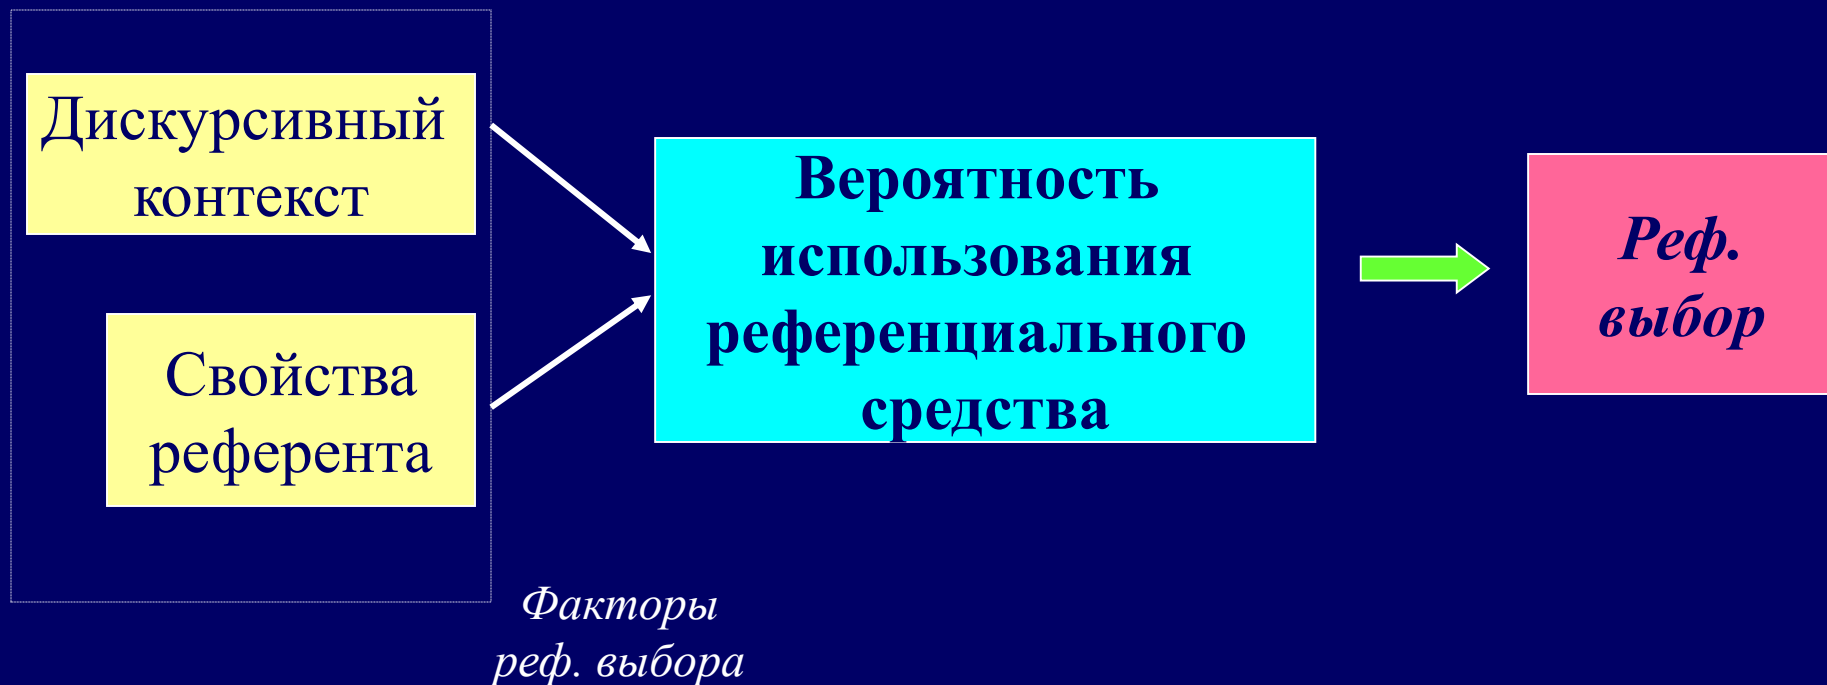 Дискурсивный
контекст
Свойства
референта
Вероятность
использования
референциального
средства
Реф.
выбор
Факторы
реф. выбора